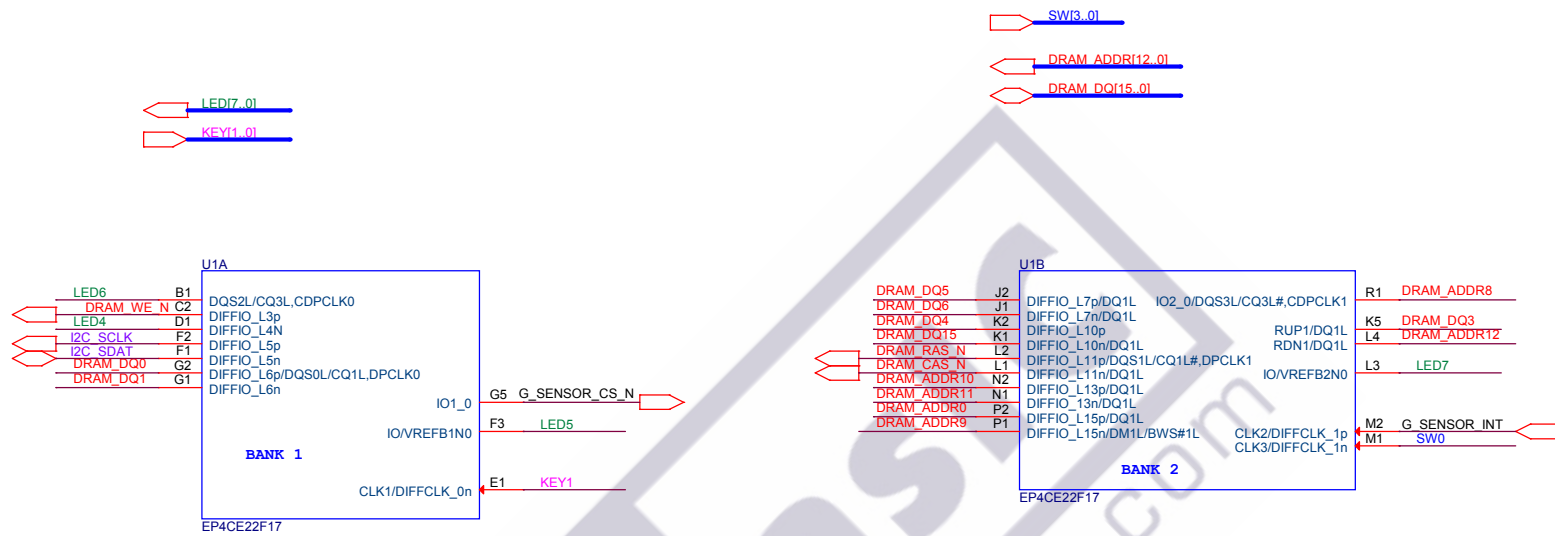 SW[3..0]
DRAM_ADDR[12..0]
DRAM_DQ[15..0]
LED[7..0]
KEY[1..0]
U1A
LED6 B1 DQS2L/CQ3L,CDPCLK0
DRAM_WE_N C2 DIFFIO_L3p
LED4 D1 DIFFIO_L4N
I2C_SCLK F2 DIFFIO_L5p
I2C_SDAT F1 DIFFIO_L5n
DRAM_DQ0 G2 DIFFIO_L6p/DQS0L/CQ1L,DPCLK0
DRAM_DQ1 G1 DIFFIO_L6n
IO1_0 G5 G_SENSOR_CS_N
IO/VREFB1N0 F3 LED5
BANK 1
CLK1/DIFFCLK_0n E1 KEY1
EP4CE22F17
U1B
DRAM_DQ5 J2 DIFFIO_L7p/DQ1L IO2_0/DQS3L/CQ3L#,CDPCLK1 R1 DRAM_ADDR8
DRAM_DQ6 J1 DIFFIO_L7n/DQ1L
DRAM_DQ4 K2 DIFFIO_L10p RUP1/DQ1L K5 DRAM_DQ3
DRAM_DQ15 K1 DIFFIO_L10n/DQ1L RDN1/DQ1L L4 DRAM_ADDR12
DRAM_RAS_N L2 DIFFIO_L11p/DQS1L/CQ1L#,DPCLK1
DRAM_CAS_N L1 DIFFIO_L11n/DQ1L IO/VREFB2N0 L3 LED7
DRAM_ADDR10 N2 DIFFIO_L13p/DQ1L
DRAM_ADDR11 N1 DIFFIO_13n/DQ1L
DRAM_ADDR0 P2 DIFFIO_L15p/DQ1L
DRAM_ADDR9 P1 DIFFIO_L15n/DM1L/BWS#1L CLK2/DIFFCLK_1p M2 G_SENSOR_INT
CLK3/DIFFCLK_1n M1 SW0
BANK 2
EP4CE22F17
com